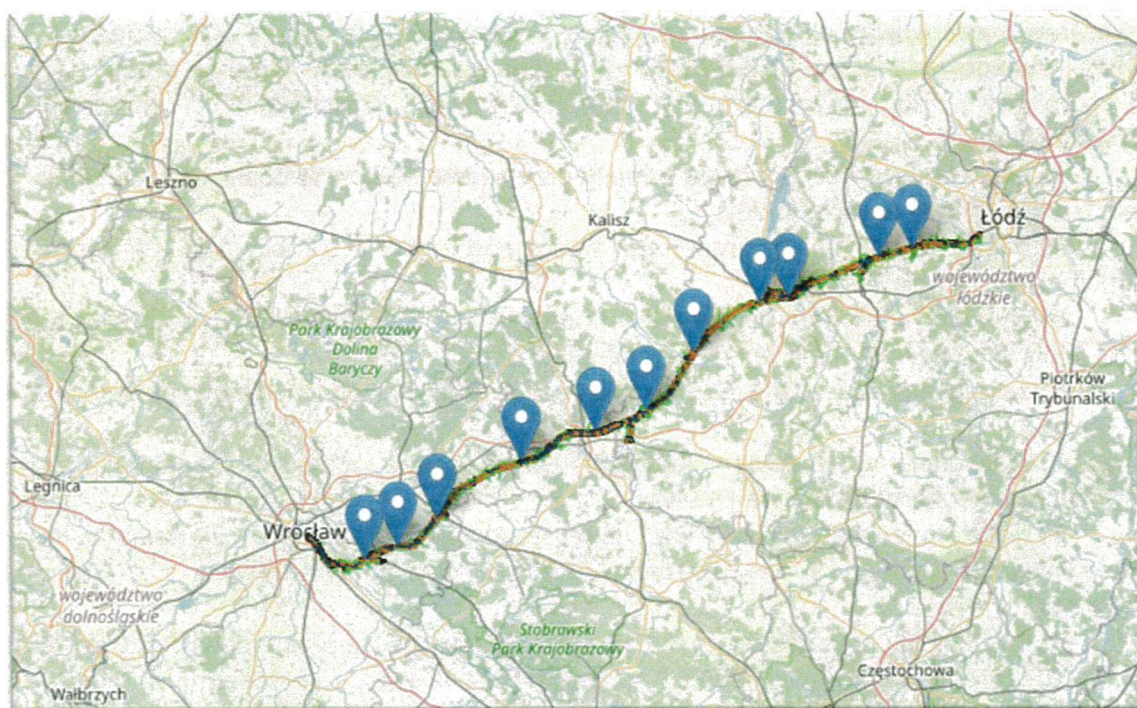 Leszno
Kalisz
Łódź
województwo
łódzkie
Park Krajobrazowy
Dolina
Baryczy
Piotrków
Trybunalski
Legnica
Wrocław
województwo
dolnośląskie
Stobrawski
Park Krajobrazowy
Częstochowa
Wałbrzych